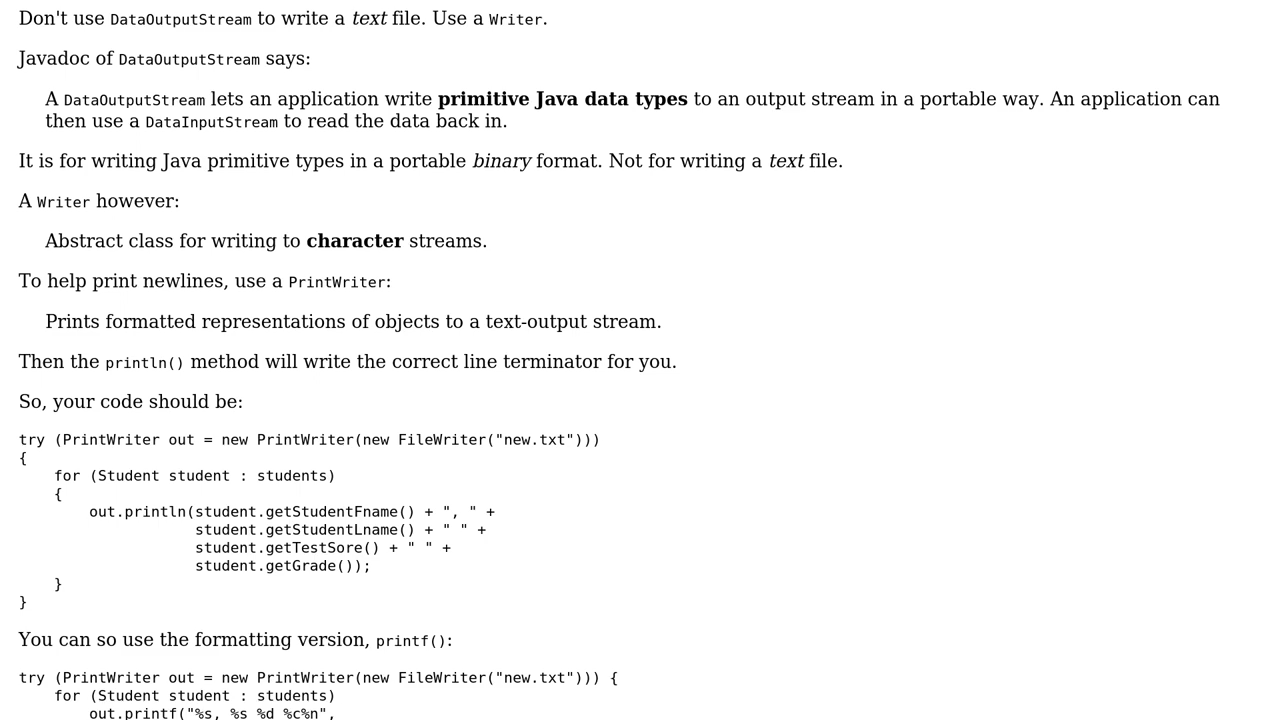 Don't use DataOutputStream to write a text file. Use a Writer.
Javadoc of DataOutputStream says:
A DataOutputStream lets an application write primitive Java data types to an output stream in a portable way. An application can
then use a DataInputStream to read the data back in.
It is for writing Java primitive types in a portable binary format. Not for writing a text file.
A Writer however:
Abstract class for writing to character streams.
To help print newlines, use a PrintWriter:
Prints formatted representations of objects to a text-output stream.
Then the println() method will write the correct line terminator for you.
So, your code should be:
try (PrintWriter out = new PrintWriter(new FileWriter("new.txt")))
{
    for (Student student : students)
    {
        out.println(student.getStudentFname() + ", " +
                    student.getStudentLname() + " " +
                    student.getTestSore() + " " +
                    student.getGrade());
    }
}
You can so use the formatting version, printf():
try (PrintWriter out = new PrintWriter(new FileWriter("new.txt"))) {
    for (Student student : students)
        out.printf("%s, %s %d %c%n",